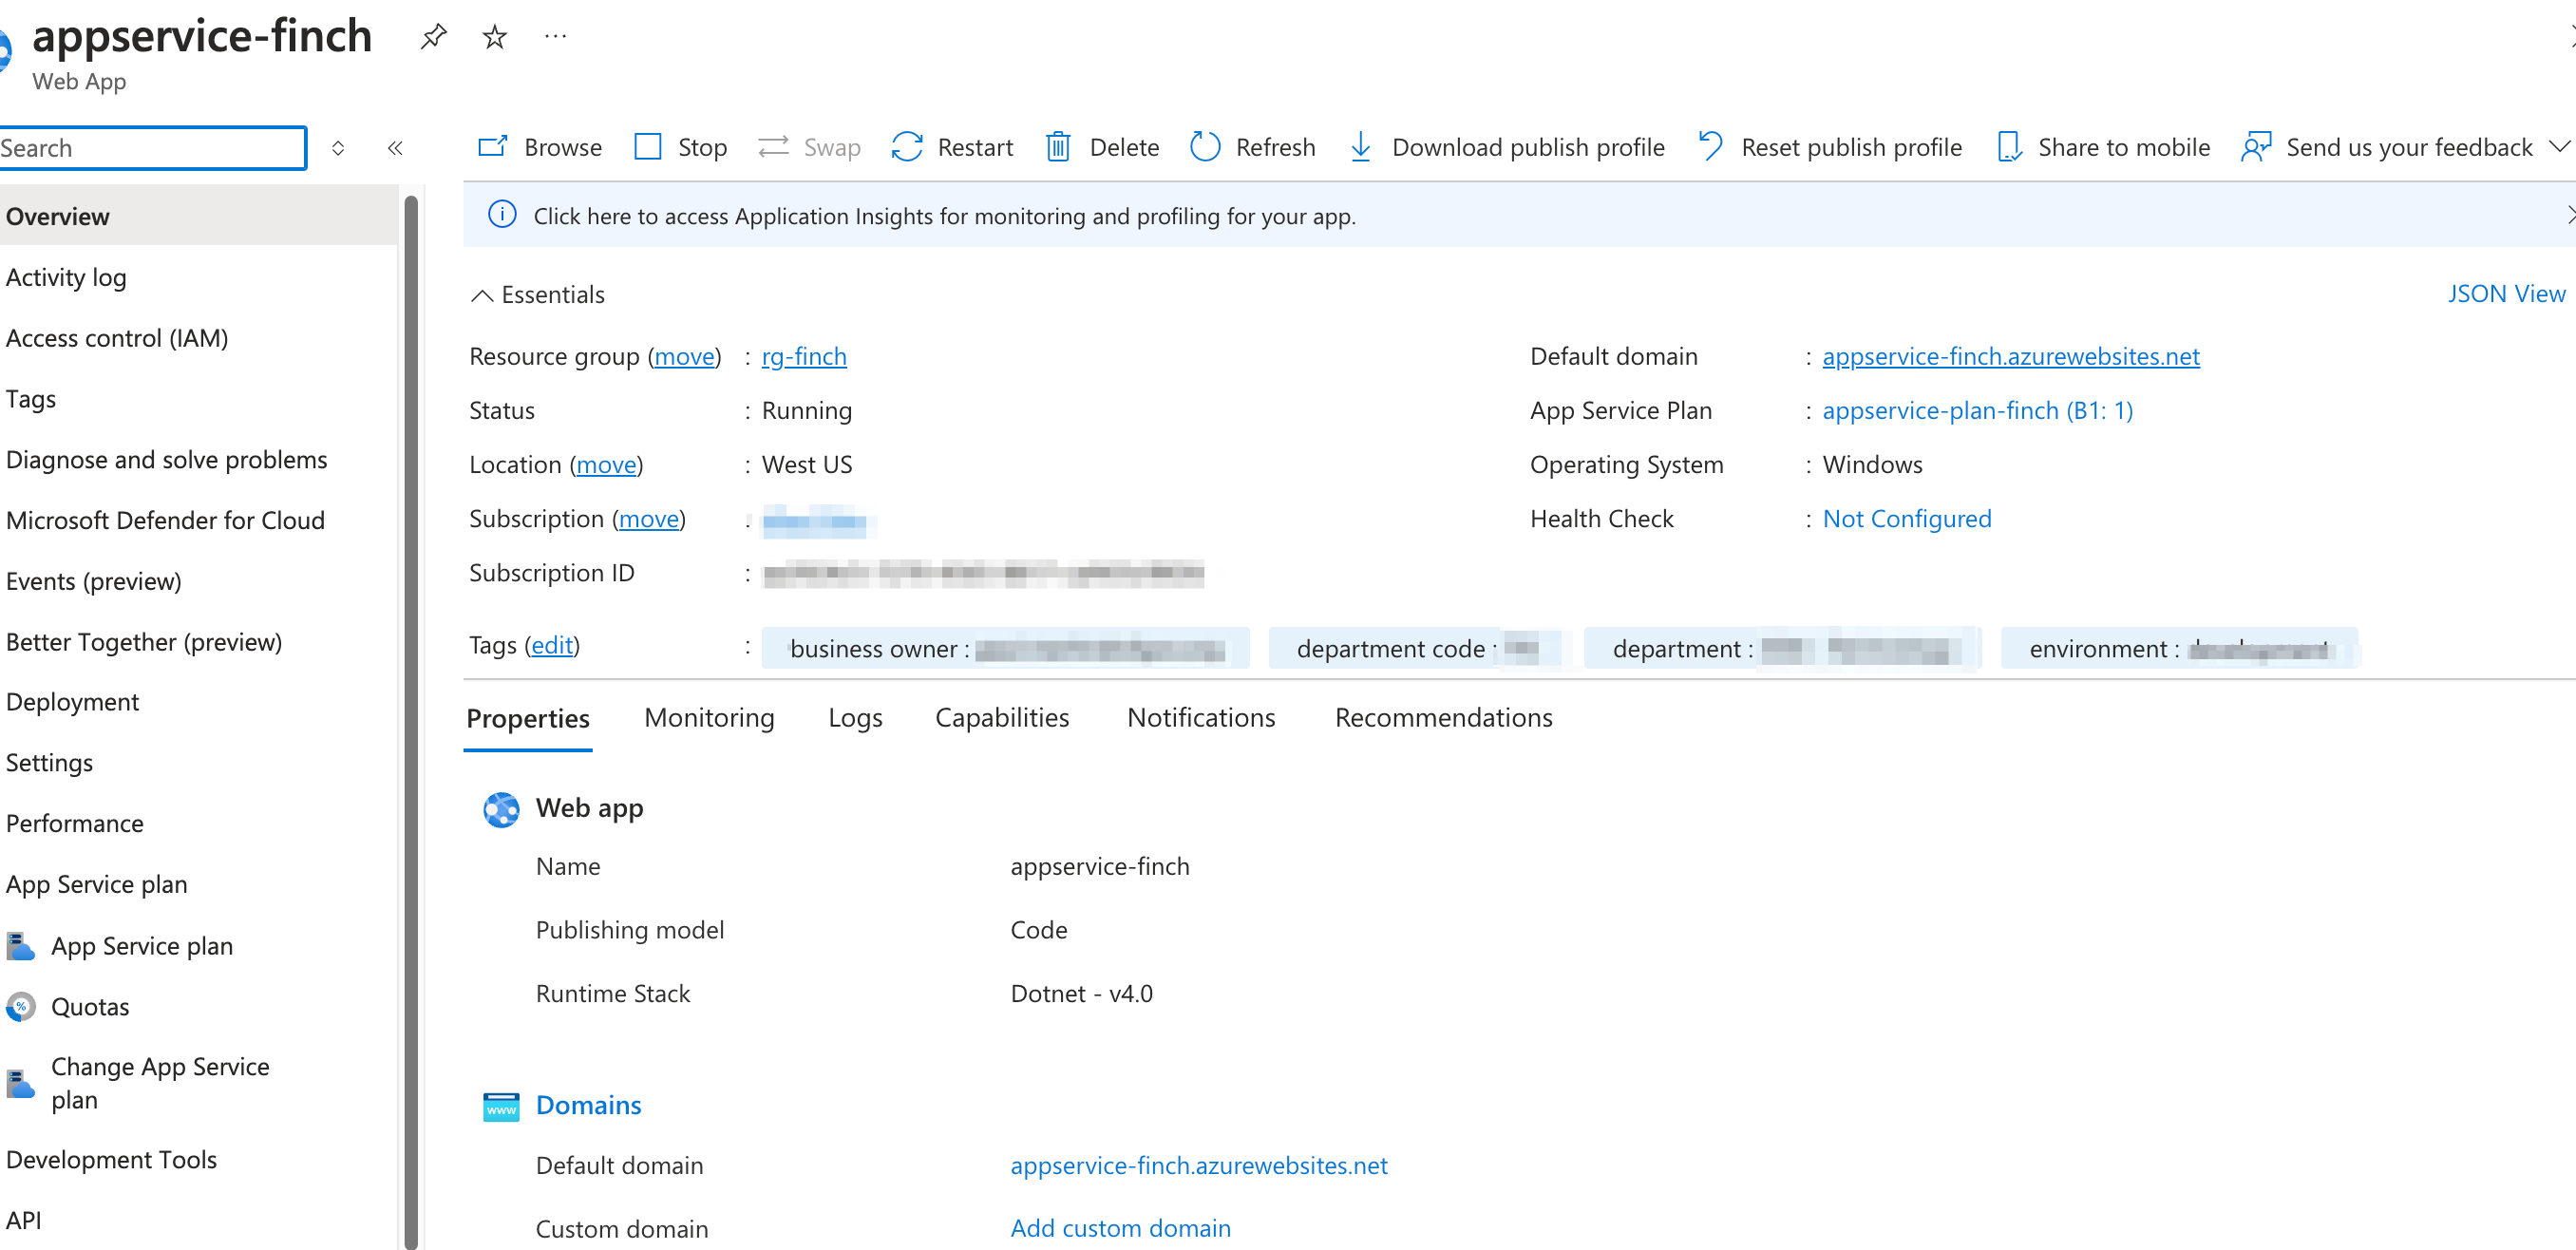 appservice-finch
Web App
Search
Browse Stop Swap Restart Delete Refresh Download publish profile Reset publish profile Share to mobile Send us your feedback
Overview
Activity log
Access control (IAM)
Tags
Diagnose and solve problems
Microsoft Defender for Cloud
Events (preview)
Better Together (preview)
Deployment
Settings
Performance
App Service plan
App Service plan
Quotas
Change App Service
plan
Development Tools
API
Click here to access Application Insights for monitoring and profiling for your app.
Essentials
JSON View
Resource group (move) : rg-finch
Status : Running
Location (move) : West US
Subscription (move) :
Subscription ID :
Default domain : appservice-finch.azurewebsites.net
App Service Plan : appservice-plan-finch (B1: 1)
Operating System : Windows
Health Check : Not Configured
Tags (edit) : business owner : department code : department : environment :
Properties Monitoring Logs Capabilities Notifications Recommendations
Web app
Name appservice-finch
Publishing model Code
Runtime Stack Dotnet - v4.0
www
Domains
Default domain appservice-finch.azurewebsites.net
Custom domain Add custom domain